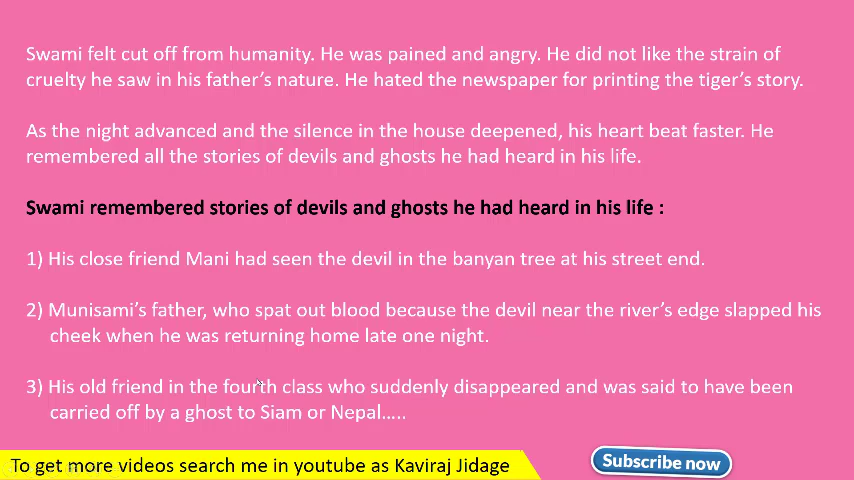 Swami felt cut off from humanity. He was pained and angry. He did not like the strain of
cruelty he saw in his father's nature. He hated the newspaper for printing the tiger's story.
As the night advanced and the silence in the house deepened, his heart beat faster. He
remembered all the stories of devils and ghosts he had heard in his life.
Swami remembered stories of devils and ghosts he had heard in his life :
1) His close friend Mani had seen the devil in the banyan tree at his street end.
2) Munisami's father, who spat out blood because the devil near the river's edge slapped his
cheek when he was returning home late one night.
3) His old friend in the fourth class who suddenly disappeared and was said to have been
carried off by a ghost to Siam or Nepal.....
To get more videos search me in youtube as Kaviraj Jidage
Subscribe now